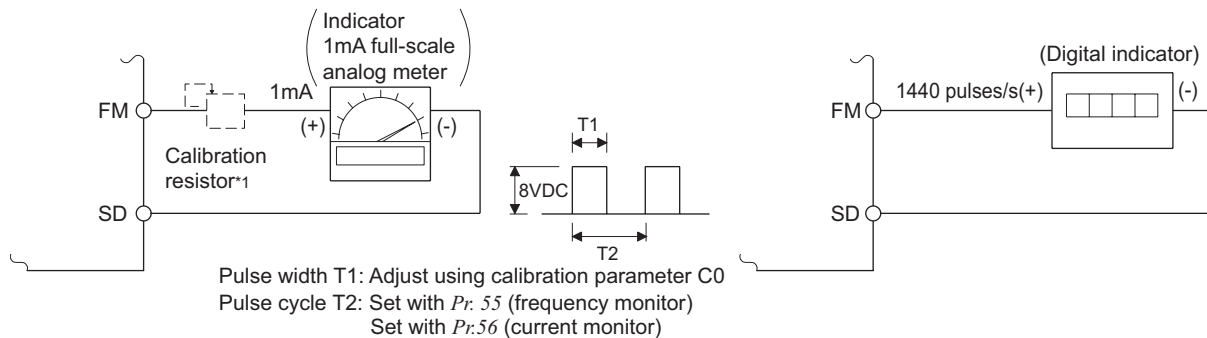 Indicator
1mA full-scale
analog meter
FM
1mA
(+)
(-)
Calibration
resistor*1
SD
8VDC
T1
T2
(Digital indicator)
FM
1440 pulses/s(+)
(-)
SD
Pulse width T1: Adjust using calibration parameter C0
Pulse cycle T2: Set with Pr. 55 (frequency monitor)
Set with Pr.56 (current monitor)